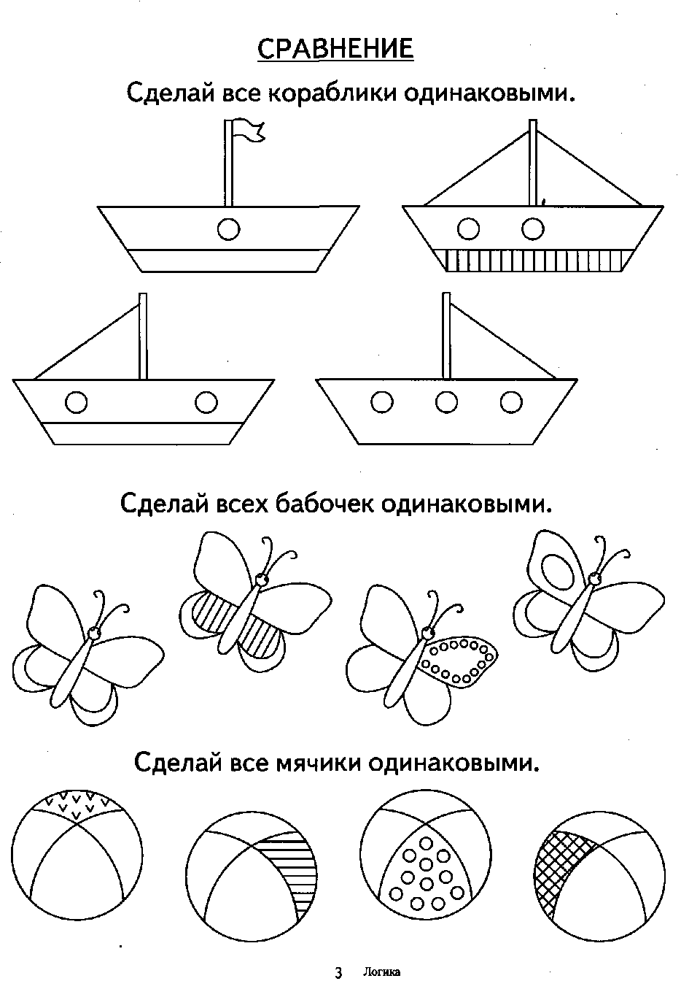 СРАВНЕНИЕ
Сделай все кораблики одинаковыми.
Сделай всех бабочек одинаковыми.
Сделай все мячики одинаковыми.
3 Логика